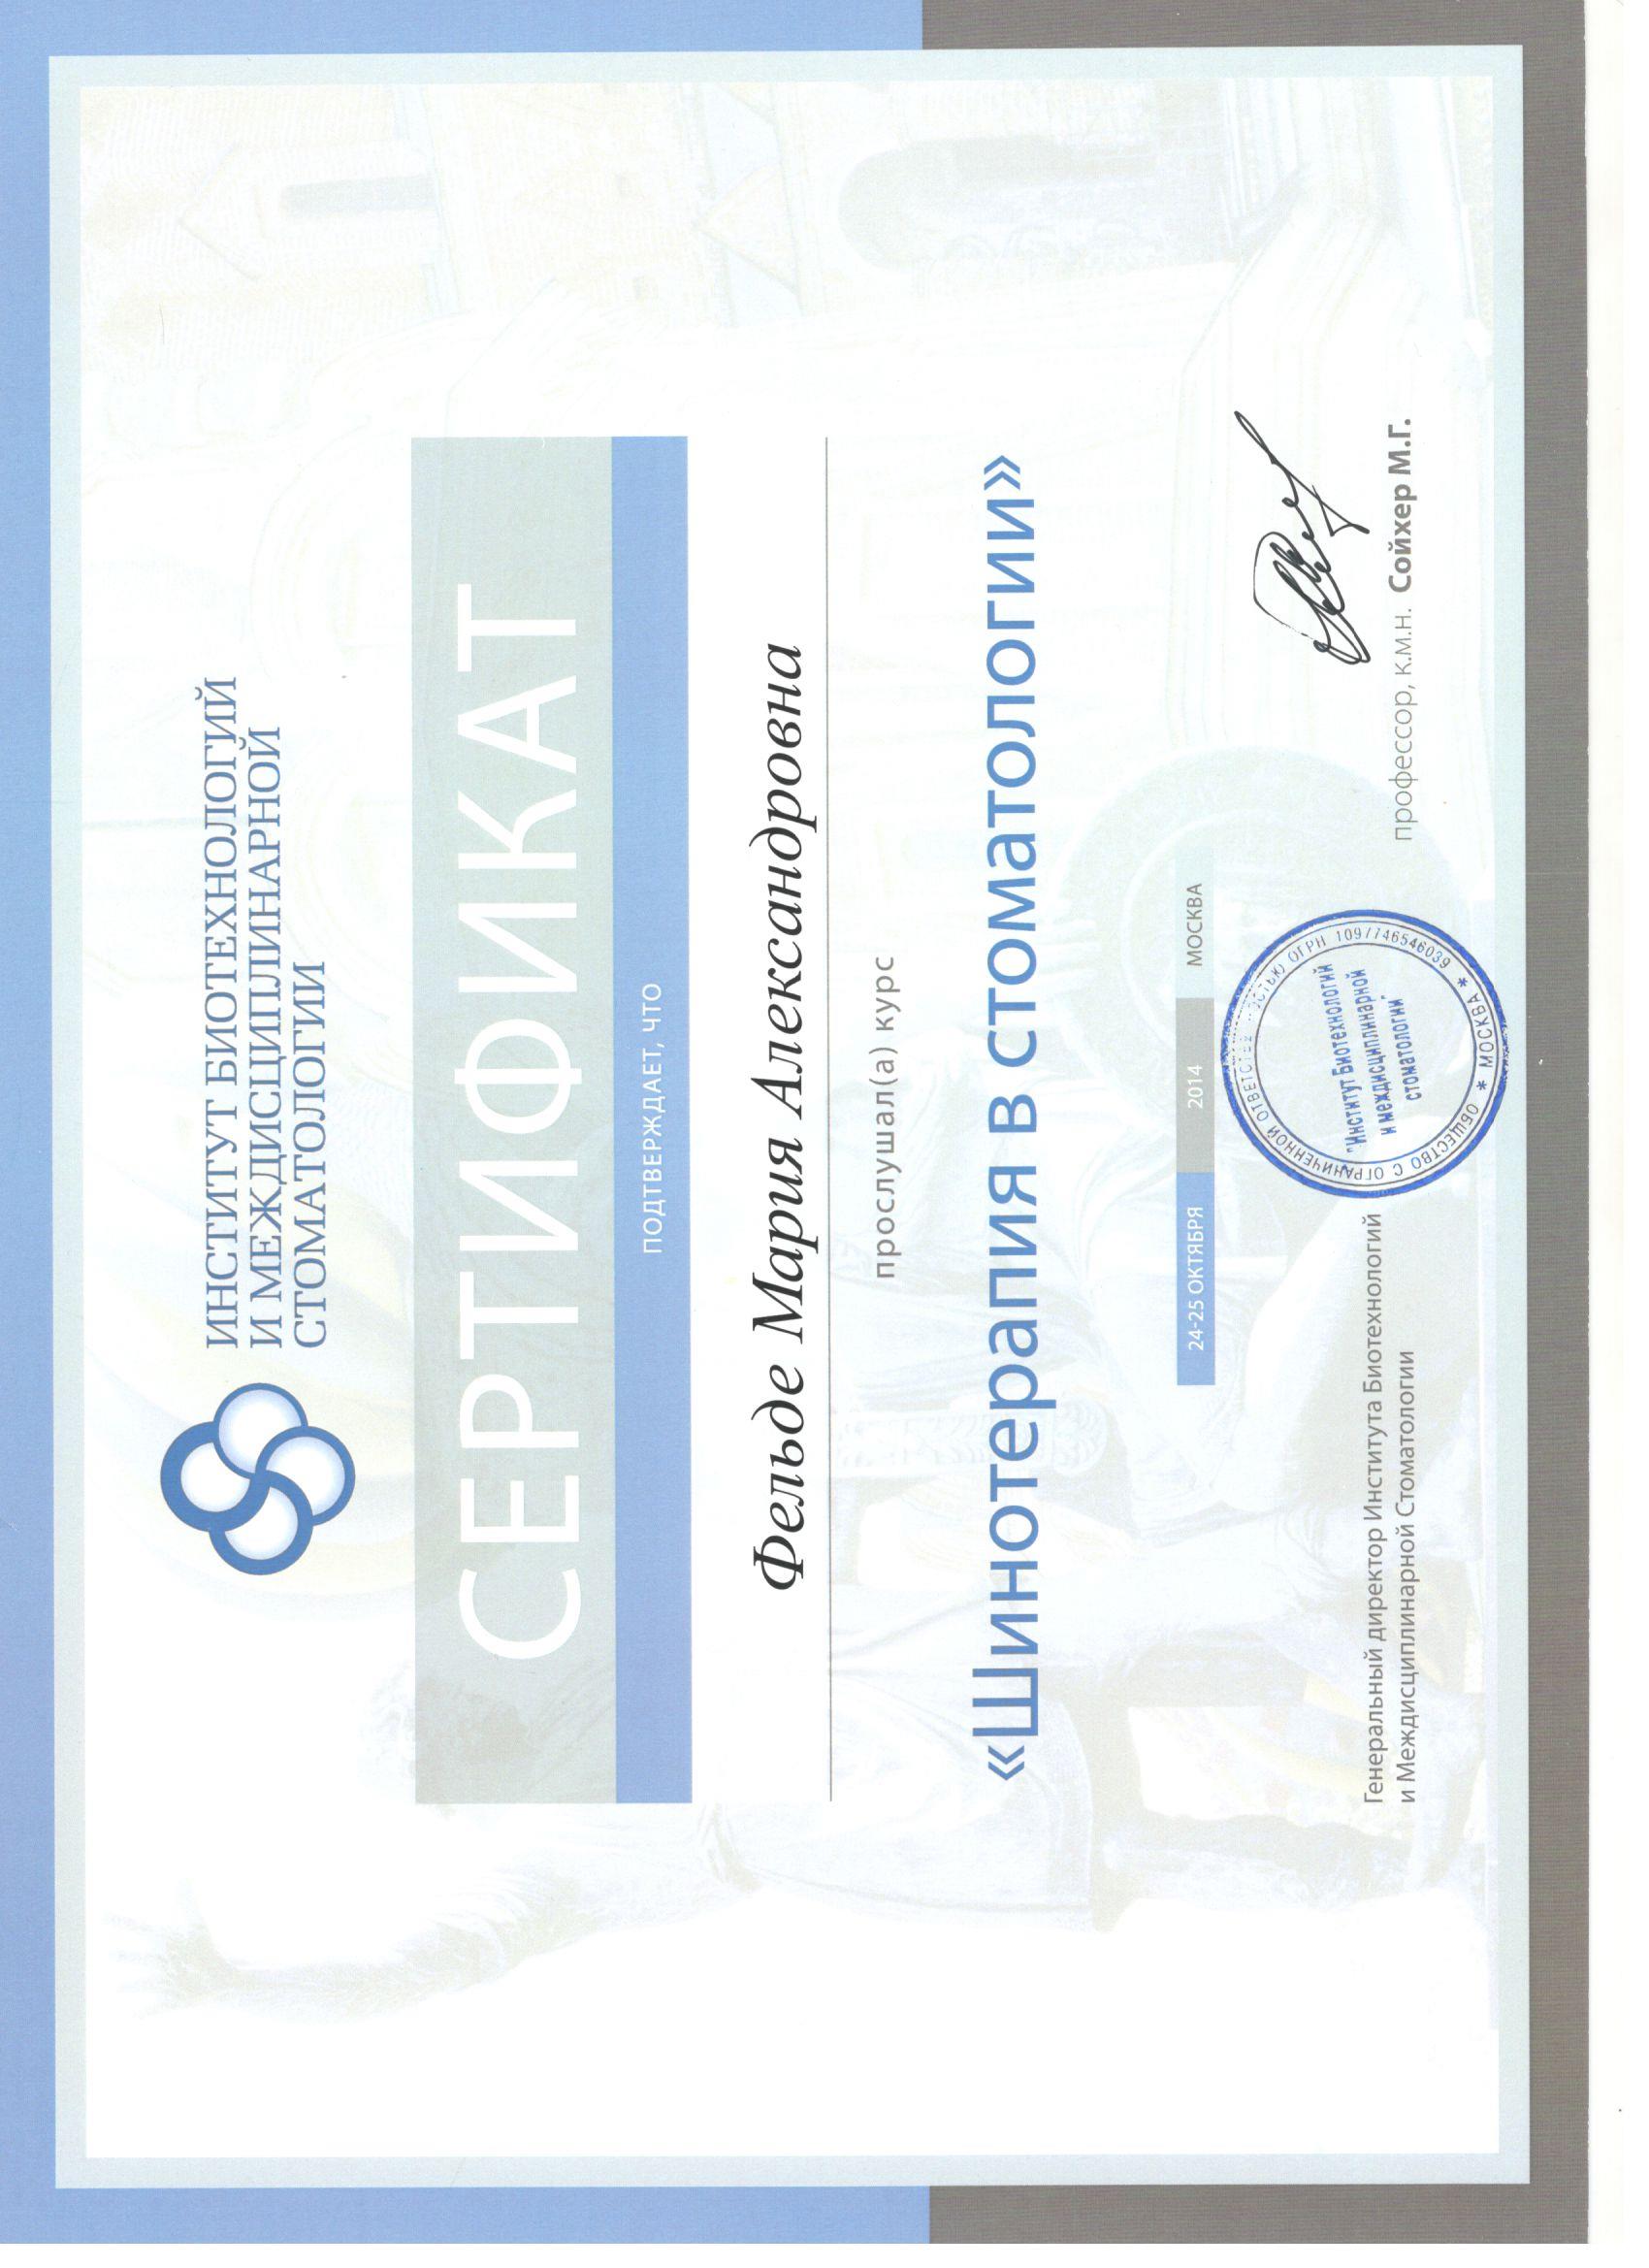 ИНСТИТУТ БИОТЕХНОЛОГИЙ
И МЕЖДИСЦИПЛИНАРНОЙ
СТОМАТОЛОГИИ
СЕРТИФИКАТ
ПОДТВЕРЖДАЕТ, ЧТО
Фельде Мария Александровна
прослушал(а) курс
«Шинотерапия в стоматологии»
24-25 ОКТЯБРЯ 2014 МОСКВА
Генеральный директор Института Биотехнологий
и Междисциплинарной Стоматологии
ОБЩЕСТВО С ОГРАНИЧЕННОЙ ОТВЕТСТВЕННОСТЬЮ ОГРН 1097746546039
* МОСКВА *
"Институт Биотехнологий
и междисциплинарной
стоматологии"
профессор, к.м.н. Сойхер М.Г.